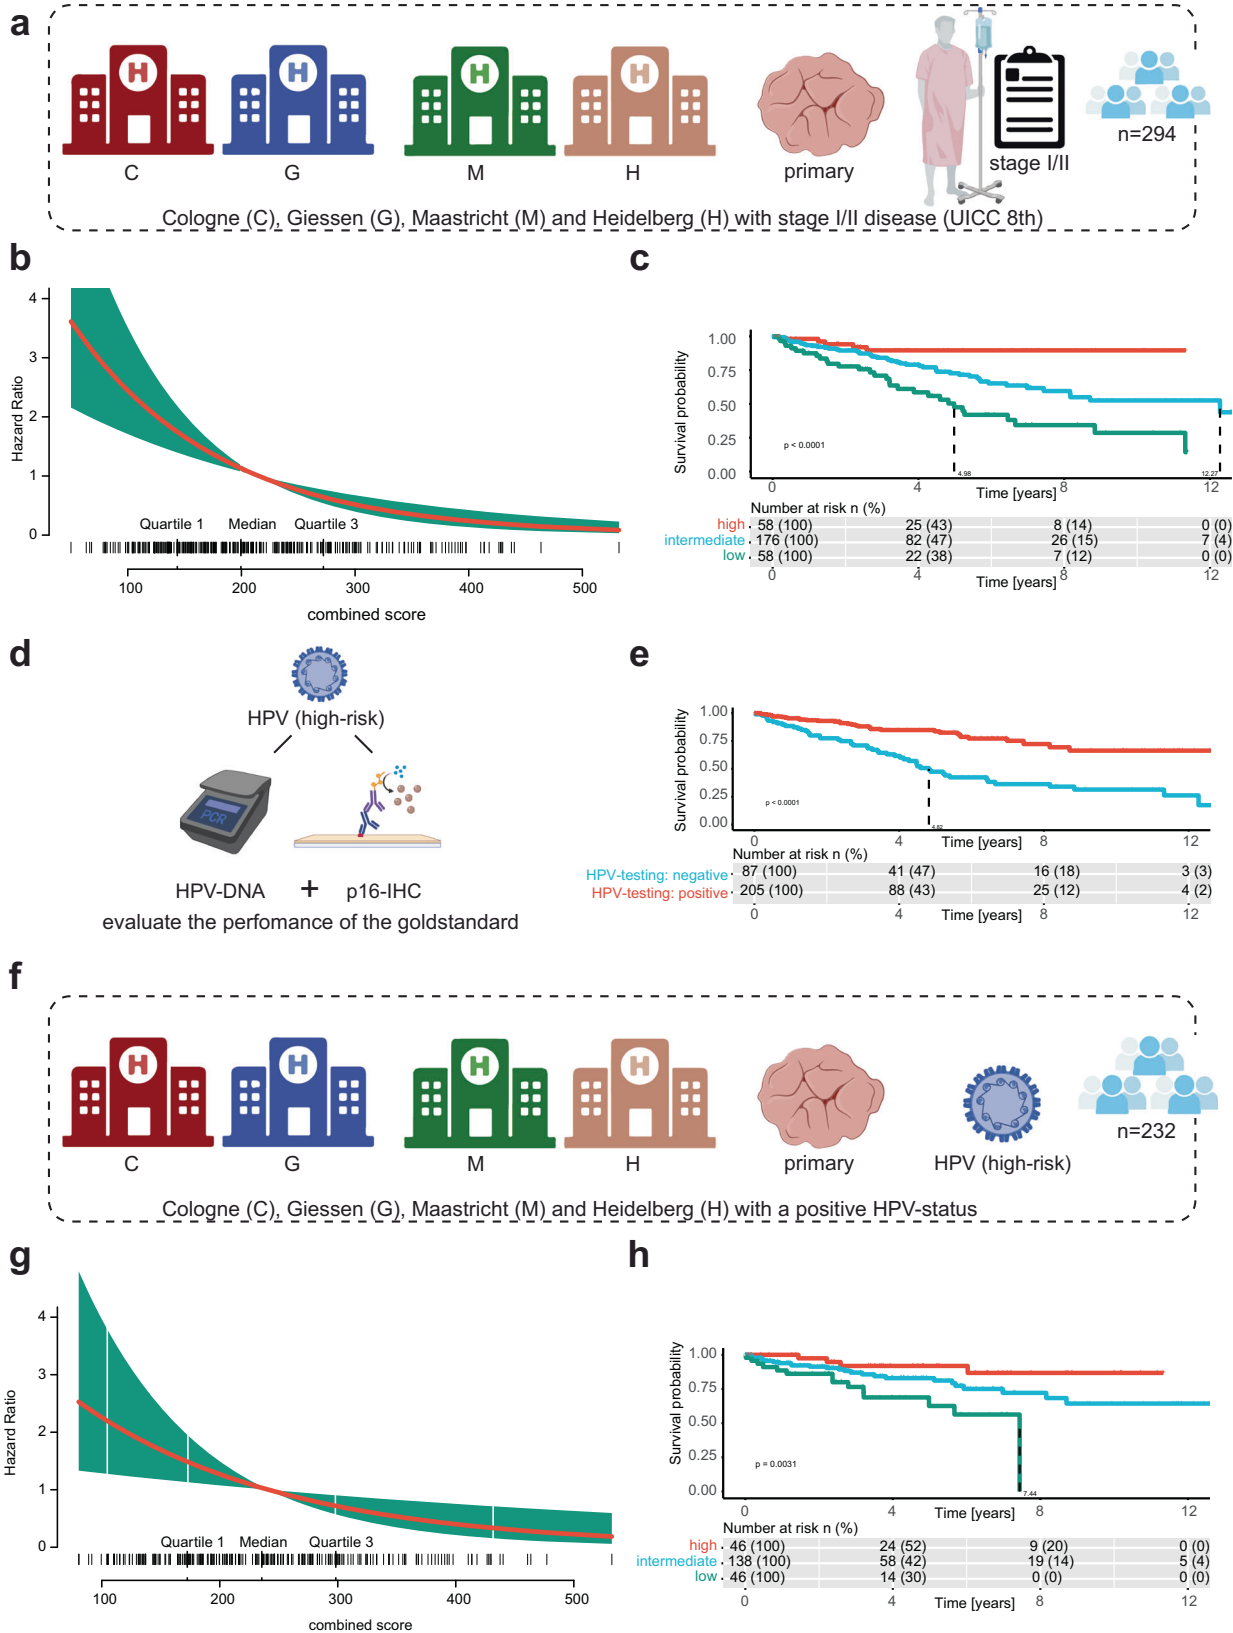 a
H H H H
C G M H
primary
stage I/II
n=294
Cologne (C), Giessen (G), Maastricht (M) and Heidelberg (H) with stage I/II disease (UICC 8th)
b
Hazard Ratio
4
3
2
1
0
Quartile 1 Median Quartile 3
100 200 300 400 500
combined score
c
Survival probability
1.00
0.75
0.50
0.25
0.00
p < 0.0001
4.98
12.27
0 4 8 12
Time [years]
Number at risk n (%)
high 58 (100) 25 (43) 8 (14) 0 (0)
intermediate 176 (100) 82 (47) 26 (15) 7 (4)
low 58 (100) 22 (38) 7 (12) 0 (0)
0 4 8 12
Time [years]
d
HPV (high-risk)
PCR
HPV-DNA + p16-IHC
evaluate the perfomance of the goldstandard
e
Survival probability
1.00
0.75
0.50
0.25
0.00
p < 0.0001
4.82
0 4 Time [years] 8 12
Number at risk n (%)
HPV-testing: negative 87 (100) 41 (47) 16 (18) 3 (3)
HPV-testing: positive 205 (100) 88 (43) 25 (12) 4 (2)
0 4 Time [years] 8 12
f
H H H H
C G M H
primary
HPV (high-risk)
n=232
Cologne (C), Giessen (G), Maastricht (M) and Heidelberg (H) with a positive HPV-status
g
Hazard Ratio
4
3
2
1
0
Quartile 1 Median Quartile 3
100 200 300 400 500
combined score
h
Survival probability
1.00
0.75
0.50
0.25
0.00
p = 0.0031
7.44
0 4 Time [years] 8 12
Number at risk n (%)
high 46 (100) 24 (52) 9 (20) 0 (0)
intermediate 138 (100) 58 (42) 19 (14) 5 (4)
low 46 (100) 14 (30) 0 (0) 0 (0)
0 4 Time [years] 8 12